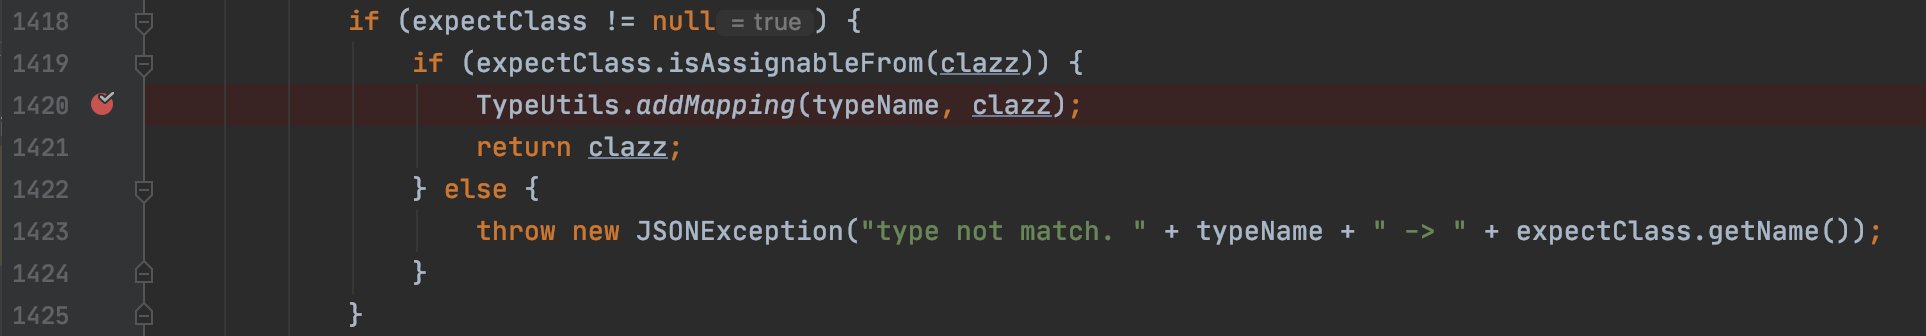 1418 if (expectClass != null = true ) {
1419 if (expectClass.isAssignableFrom(clazz)) {
1420 TypeUtils.addMapping(typeName, clazz);
1421 return clazz;
1422 } else {
1423 throw new JSONException("type not match. " + typeName + " -> " + expectClass.getName());
1424 }
1425 }